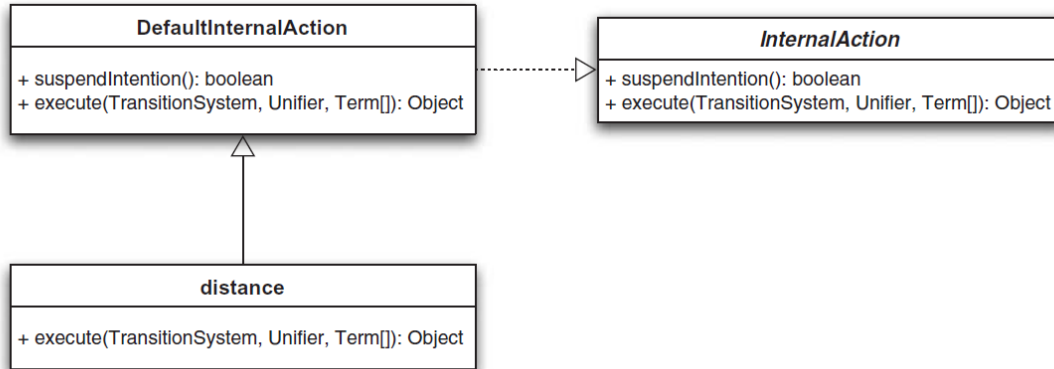 DefaultInternalAction
+ suspendIntention(): boolean
+ execute(TransitionSystem, Unifier, Term[]): Object
InternalAction
+ suspendIntention(): boolean
+ execute(TransitionSystem, Unifier, Term[]): Object
distance
+ execute(TransitionSystem, Unifier, Term[]): Object